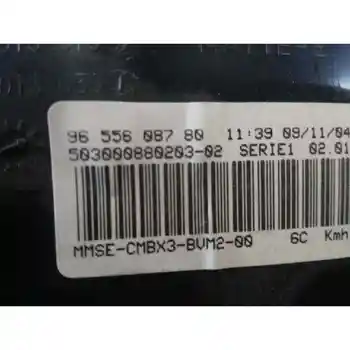 96 556 087 80 11:39 09/11/04
503000880203-02 SERIE1 02.01
MMSE-CMBX3-BVM2-00 6C Kmh